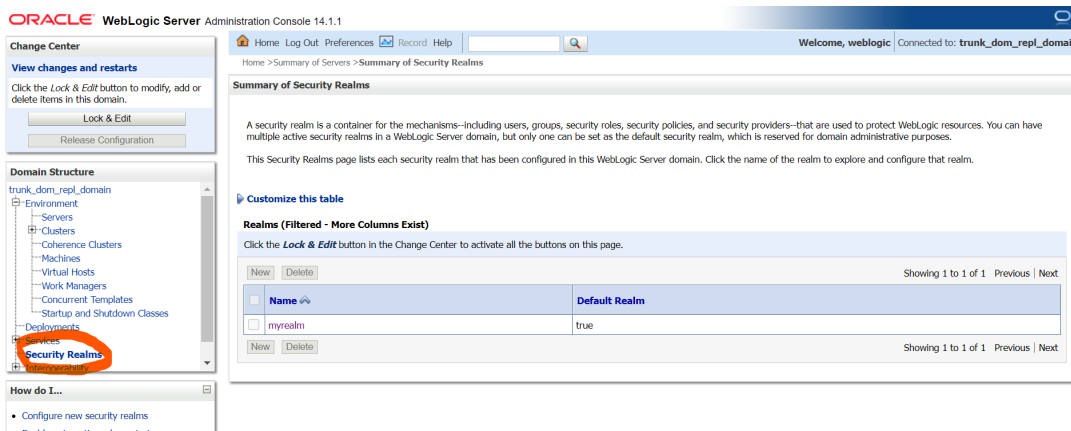 ORACLE WebLogic Server Administration Console 14.1.1
Change Center
View changes and restarts
Click the Lock & Edit button to modify, add or
delete items in this domain.
Lock & Edit
Release Configuration
Domain Structure
trunk_dom_repl_domain
Environment
Servers
Clusters
Coherence Clusters
Machines
Virtual Hosts
Work Managers
Concurrent Templates
Startup and Shutdown Classes
Deployments
Services
Security Realms
Interoperability
How do I...
Configure new security realms
Home Log Out Preferences Record Help
Welcome, weblogic Connected to: trunk_dom_repl_domai
Home >Summary of Servers >Summary of Security Realms
Summary of Security Realms
A security realm is a container for the mechanisms--including users, groups, security roles, security policies, and security providers--that are used to protect WebLogic resources. You can have
multiple active security realms in a WebLogic Server domain, but only one can be set as the default security realm, which is reserved for domain administrative purposes.
This Security Realms page lists each security realm that has been configured in this WebLogic Server domain. Click the name of the realm to explore and configure that realm.
Customize this table
Realms (Filtered - More Columns Exist)
Click the Lock & Edit button in the Change Center to activate all the buttons on this page.
New Delete Showing 1 to 1 of 1 Previous | Next
Name Default Realm
myrealm true
New Delete Showing 1 to 1 of 1 Previous | Next